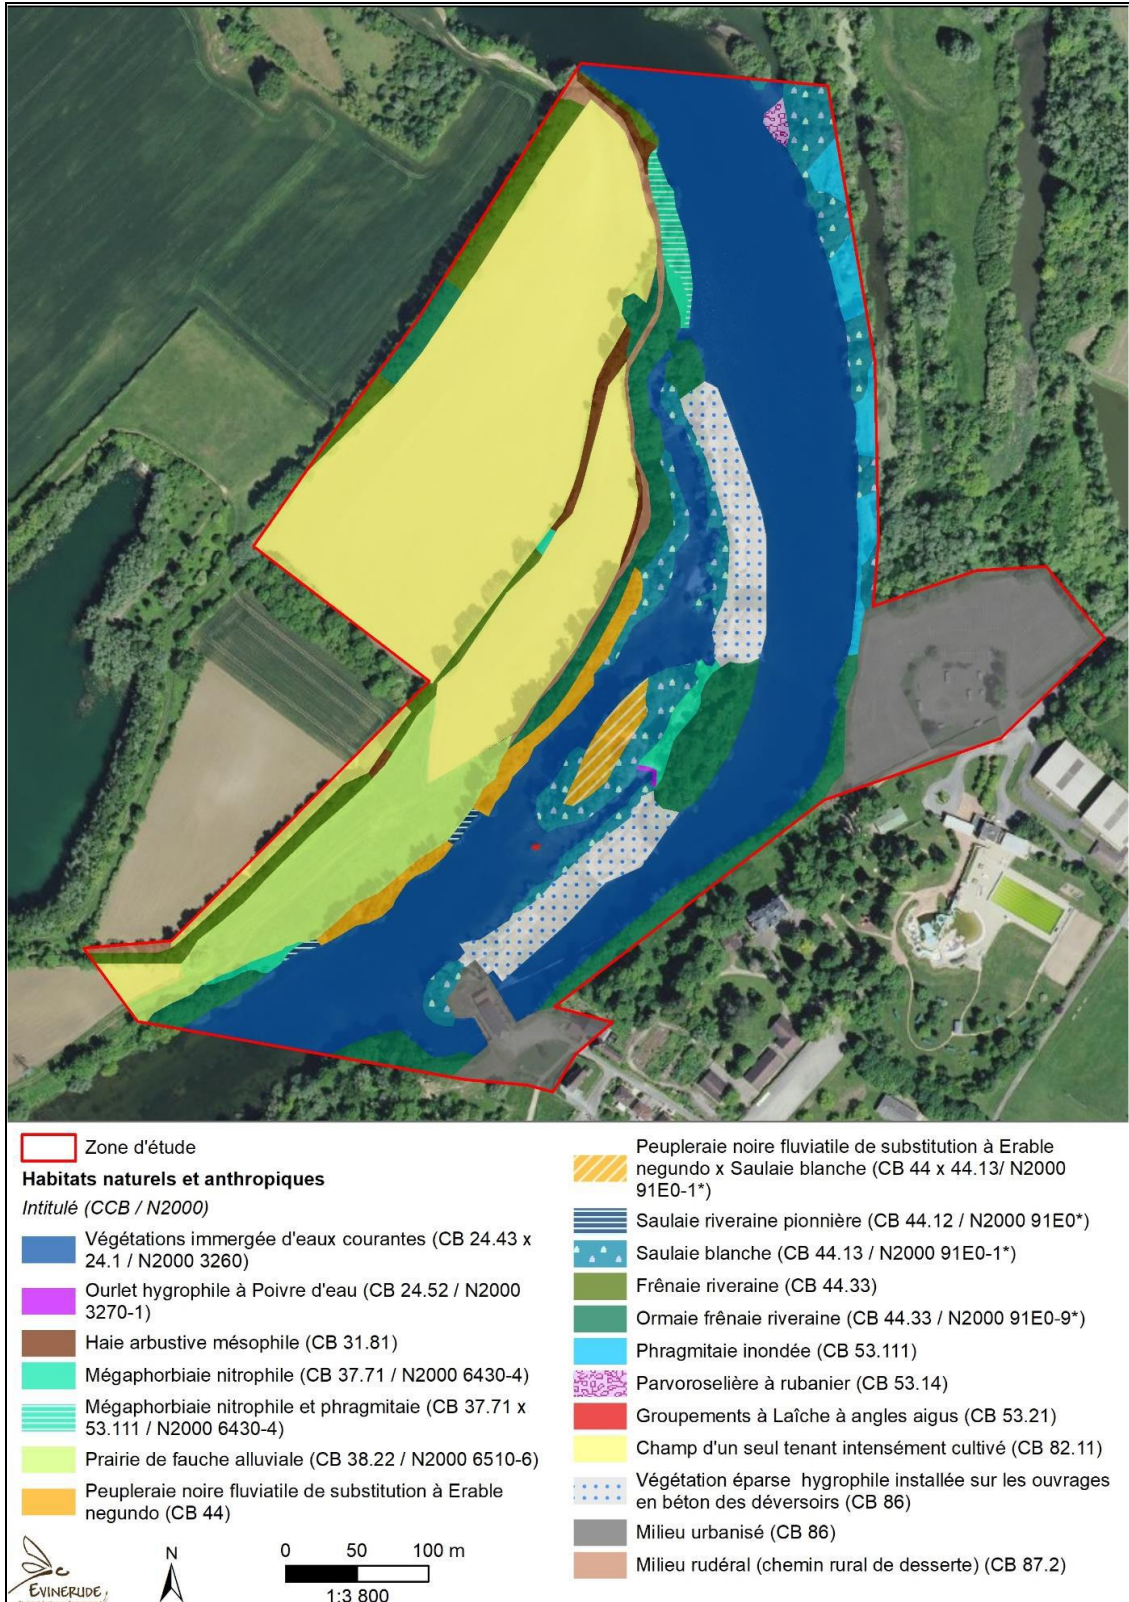 Zone d'étude
Habitats naturels et anthropiques
Intitulé (CCB / N2000)
Végétations immergée d'eaux courantes (CB 24.43 x
24.1 / N2000 3260)
Ourlet hygrophile à Poivre d'eau (CB 24.52 / N2000
3270-1)
Haie arbustive mésophile (CB 31.81)
Mégaphorbiaie nitrophile (CB 37.71 / N2000 6430-4)
Mégaphorbiaie nitrophile et phragmitaie (CB 37.71 x
53.111 / N2000 6430-4)
Prairie de fauche alluviale (CB 38.22 / N2000 6510-6)
Peupleraie noire fluviatile de substitution à Erable
negundo (CB 44)
Peupleraie noire fluviatile de substitution à Erable
negundo x Saulaie blanche (CB 44 x 44.13/ N2000
91E0-1*)
Saulaie riveraine pionnière (CB 44.12 / N2000 91E0*)
Saulaie blanche (CB 44.13 / N2000 91E0-1*)
Frênaie riveraine (CB 44.33)
Ormaie frênaie riveraine (CB 44.33 / N2000 91E0-9*)
Phragmitaie inondée (CB 53.111)
Parvoroselière à rubanier (CB 53.14)
Groupements à Laîche à angles aigus (CB 53.21)
Champ d'un seul tenant intensément cultivé (CB 82.11)
Végétation éparse hygrophile installée sur les ouvrages
en béton des déversoirs (CB 86)
Milieu urbanisé (CB 86)
Milieu rudéral (chemin rural de desserte) (CB 87.2)
EVINERUDE
N
0 50 100 m
1:3 800